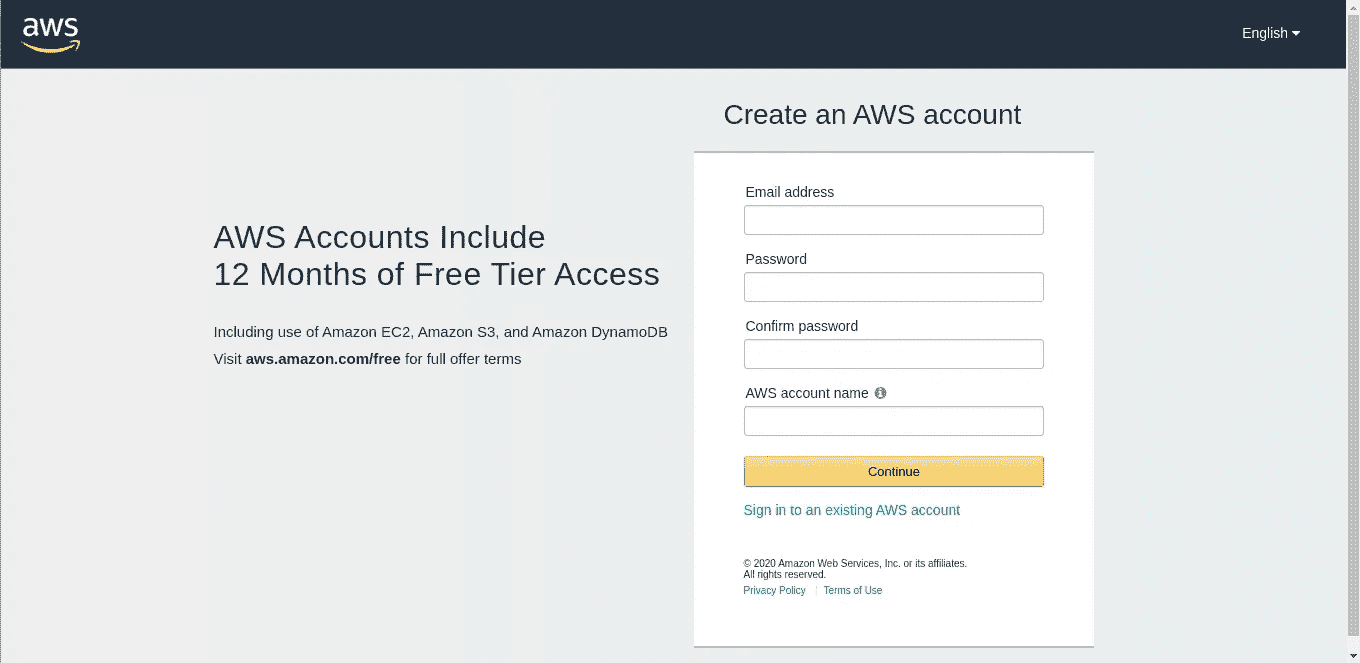 aws
English
Create an AWS account
AWS Accounts Include
12 Months of Free Tier Access
Including use of Amazon EC2, Amazon S3, and Amazon DynamoDB
Visit aws.amazon.com/free for full offer terms
Email address
Password
Confirm password
AWS account name
Continue
Sign in to an existing AWS account
© 2020 Amazon Web Services, Inc. or its affiliates.
All rights reserved.
Privacy Policy | Terms of Use